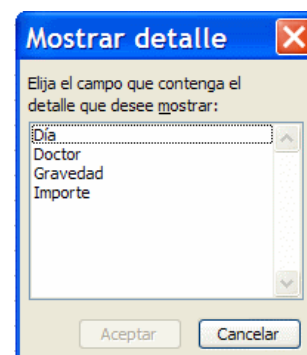 Mostrar detalle
Elija el campo que contenga el
detalle que desee mostrar:
Día
Doctor
Gravedad
Importe
Aceptar Cancelar